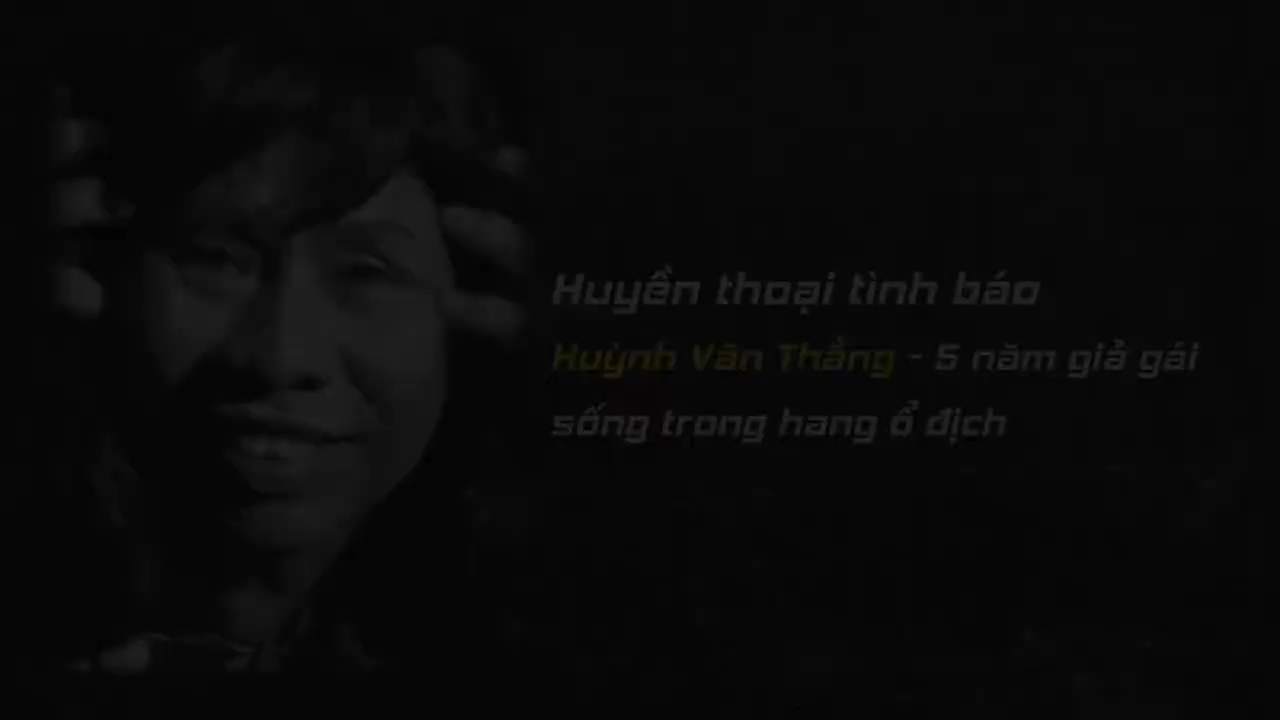 Huyền thoại tình báo
Huỳnh Văn Thắng - 5 năm giả gái
sống trong hang ổ địch